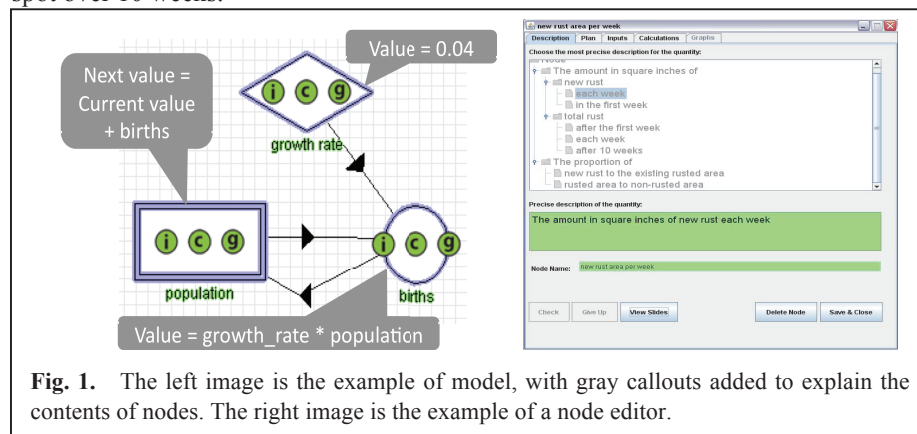 spot over 10 weeks.
Next value =
Current value
+ births
Value = 0.04
i c g
growth rate
i c g
population
i c g
births
Value = growth_rate * population
new rust area per week
Description Plan Inputs Calculations Graphs
Choose the most precise description for the quantity:
Node
The amount in square inches of
new rust
each week
in the first week
total rust
after the first week
each week
after 10 weeks
The proportion of
new rust to the existing rusted area
rusted area to non-rusted area
Precise description of the quantity:
The amount in square inches of new rust each week
Node Name: new rust area per week
Check Give Up View Slides Delete Node Save & Close
Fig. 1. The left image is the example of model, with gray callouts added to explain the
contents of nodes. The right image is the example of a node editor.